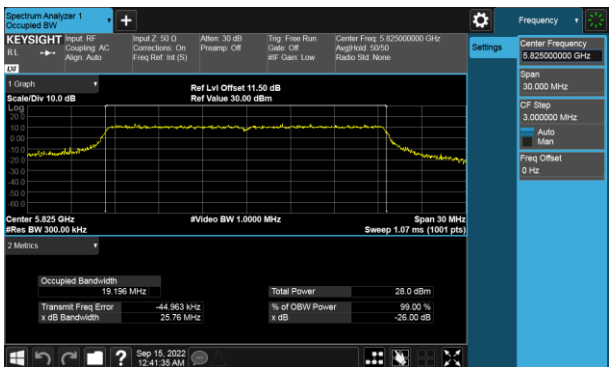 Spectrum Analyzer 1
Occupied BW
Frequency
KEYSIGHT
Input: RF
Input Z: 50 Ω
Atten: 30 dB
Trig: Free Run
Center Freq: 5.825000000 GHz
RL
Coupling: AC
Corrections: On
Preamp: Off
Gate: Off
Avg|Hold: 50/50
Align: Auto
Freq Ref: Int (S)
#IF Gain: Low
Radio Std: None
Settings
Center Frequency
5.825000000 GHz
Span
30.000 MHz
CF Step
3.000000 MHz
Auto
Man
Freq Offset
0 Hz
1 Graph
Ref Lvl Offset 11.50 dB
Scale/Div 10.0 dB
Ref Value 30.00 dBm
Log
20.0
10.0
0.00
-10.0
-20.0
-30.0
-40.0
-50.0
-60.0
Center 5.825 GHz
#Video BW 1.0000 MHz
Span 30 MHz
#Res BW 300.00 kHz
Sweep 1.07 ms (1001 pts)
2 Metrics
Occupied Bandwidth
19.196 MHz
Total Power
28.0 dBm
Transmit Freq Error
-44.963 kHz
% of OBW Power
99.00 %
x dB Bandwidth
25.76 MHz
x dB
-26.00 dB
?
Sep 15, 2022
12:41:35 AM